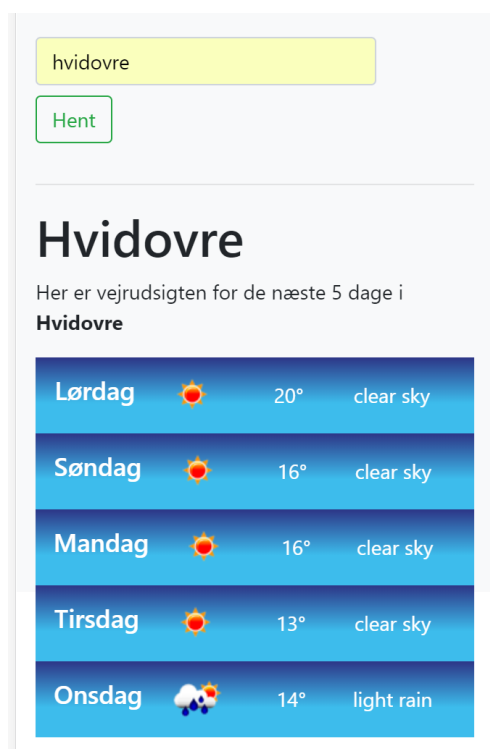 hvidovre
Hent
Hvidovre
Her er vejrudsigten for de næste 5 dage i
Hvidovre
Lørdag 20° clear sky
Søndag 16° clear sky
Mandag 16° clear sky
Tirsdag 13° clear sky
Onsdag 14° light rain